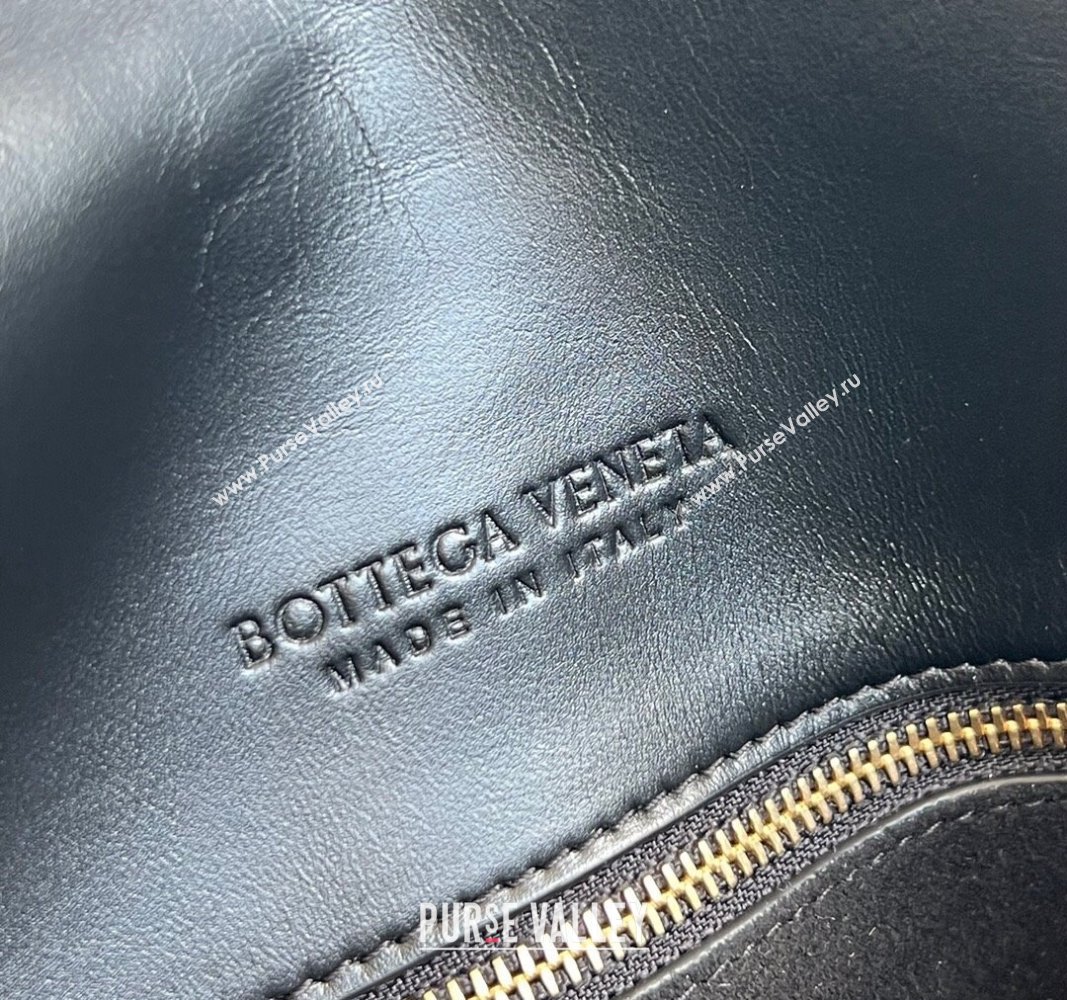 www.PurseValley.ru
www.PurseValley.ru
BOTTEGA VENETA
MADE IN ITALY
PURSE VALLEY